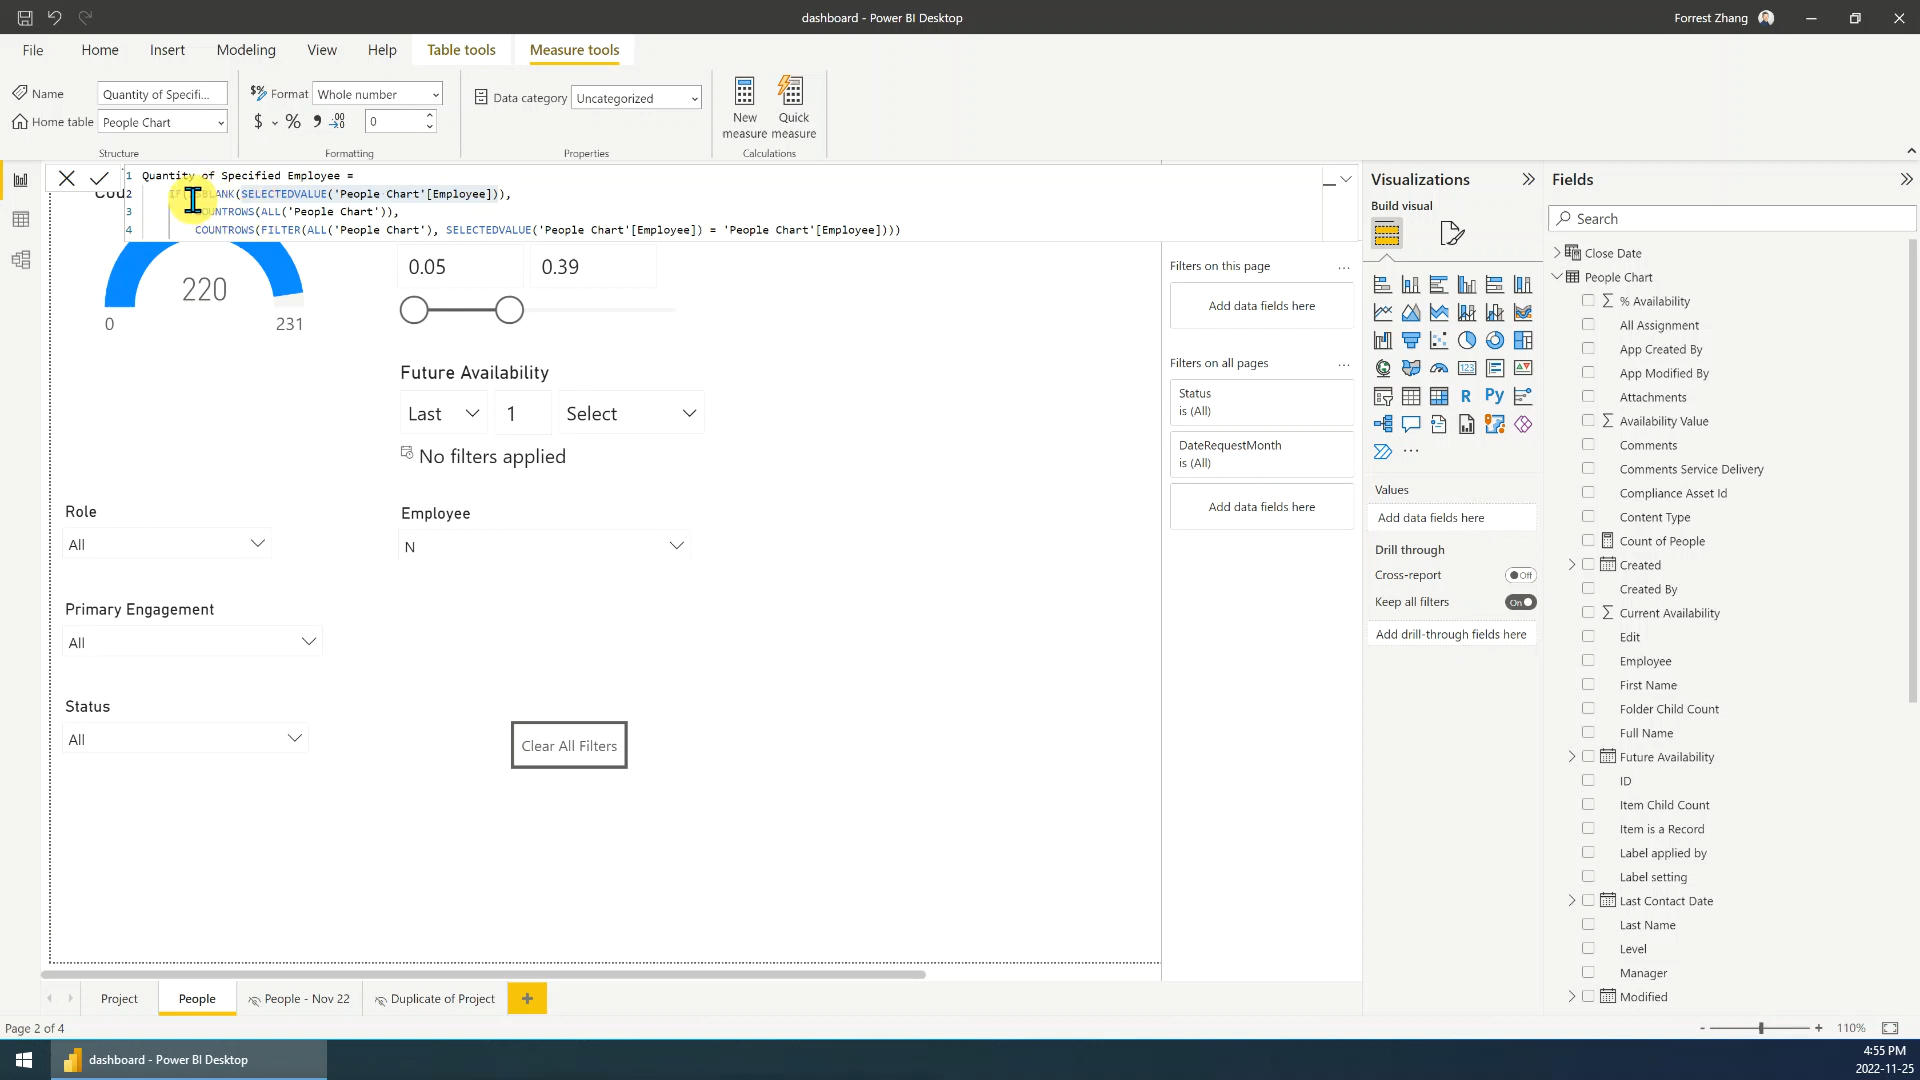 dashboard - Power BI Desktop
Forrest Zhang
File Home Insert Modeling View Help Table tools Measure tools
Name Quantity of Specifi...
Home table People Chart
Structure
$% Format Whole number
$ % 9 .00 0
Formatting
Data category Uncategorized
Properties
New measure
Quick measure
Calculations
1 Quantity of Specified Employee =
2 BLANK(SELECTEDVALUE('People Chart'[Employee])),
3 COUNTROWS(ALL('People Chart')),
4 COUNTROWS(FILTER(ALL('People Chart'), SELECTEDVALUE('People Chart'[Employee]) = 'People Chart'[Employee])))
220
0 231
0.05 0.39
Future Availability
Last 1 Select
No filters applied
Role
All
Employee
N
Primary Engagement
All
Status
All
Clear All Filters
Filters on this page ...
Add data fields here
Filters on all pages ...
Status
is (All)
DateRequestMonth
is (All)
Add data fields here
Visualizations
Build visual
123
R Py
...
Values
Add data fields here
Drill through
Cross-report Off
Keep all filters On
Add drill-through fields here
Fields
Search
Close Date
People Chart
% Availability
All Assignment
App Created By
App Modified By
Attachments
Availability Value
Comments
Comments Service Delivery
Compliance Asset Id
Content Type
Count of People
Created
Created By
Current Availability
Edit
Employee
First Name
Folder Child Count
Full Name
Future Availability
ID
Item Child Count
Item is a Record
Label applied by
Label setting
Last Contact Date
Last Name
Level
Manager
Modified
Project People People - Nov 22 Duplicate of Project +
Page 2 of 4
- + 110%
dashboard - Power BI Desktop
4:55 PM
2022-11-25